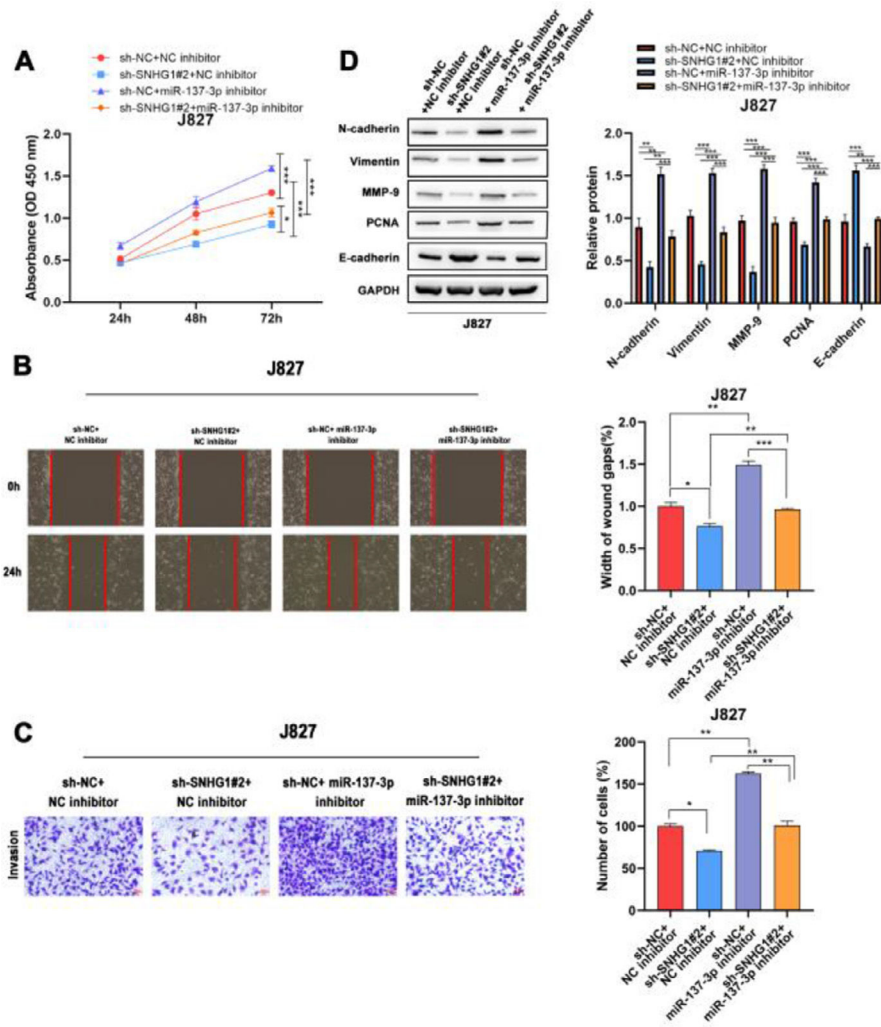 A
sh-NC+NC inhibitor
sh-SNHG1#2+NC inhibitor
sh-NC+miR-137-3p inhibitor
sh-SNHG1#2+miR-137-3p inhibitor
J827
Absorbance (OD 450 nm)
2.0
1.5
1.0
0.5
0.0
24h
48h
72h
***
*
***
***
D
sh-NC
+NC inhibitor
sh-SNHG1#2
+NC inhibitor
sh-NC
+ miR-137-3p inhibitor
sh-SNHG1#2
+ miR-137-3p inhibitor
N-cadherin
Vimentin
MMP-9
PCNA
E-cadherin
GAPDH
J827
sh-NC+NC inhibitor
sh-SNHG1#2+NC inhibitor
sh-NC+miR-137-3p inhibitor
sh-SNHG1#2+miR-137-3p inhibitor
J827
Relative protein
2.0
1.5
1.0
0.5
0.0
N-cadherin
Vimentin
MMP-9
PCNA
E-cadherin
B
J827
sh-NC+
NC inhibitor
sh-SNHG1#2+
NC inhibitor
sh-NC+ miR-137-3p
inhibitor
sh-SNHG1#2+
miR-137-3p inhibitor
0h
24h
J827
Width of wound gaps(%)
2.0
1.5
1.0
0.5
0.0
**
**
***
*
sh-NC+
NC inhibitor
sh-SNHG1#2+
NC inhibitor
sh-NC+
miR-137-3p inhibitor
sh-SNHG1#2+
miR-137-3p inhibitor
C
J827
sh-NC+
NC inhibitor
sh-SNHG1#2+
NC inhibitor
sh-NC+ miR-137-3p
inhibitor
sh-SNHG1#2+
miR-137-3p inhibitor
Invasion
J827
Number of cells (%)
200
150
100
50
0
**
**
**
*
sh-NC+
NC inhibitor
sh-SNHG1#2+
NC inhibitor
sh-NC+
miR-137-3p inhibitor
sh-SNHG1#2+
miR-137-3p inhibitor